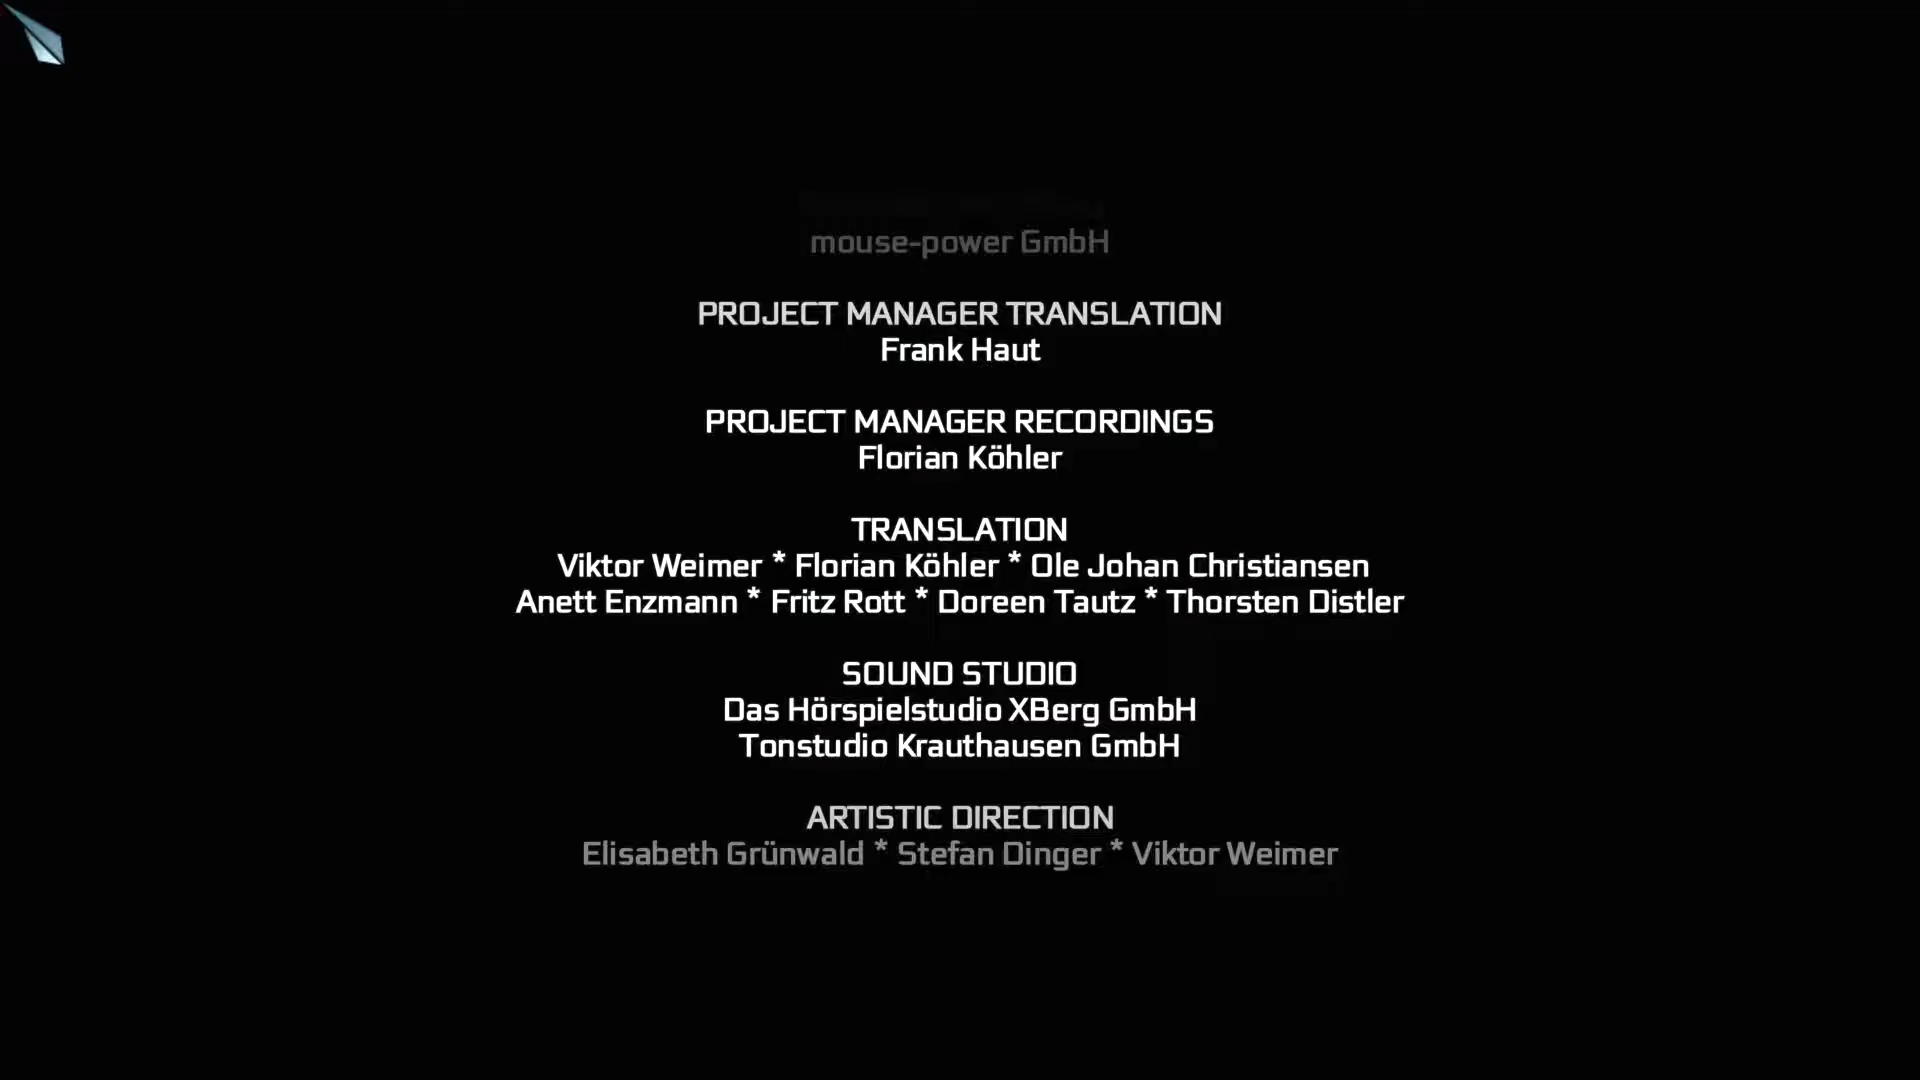 mouse-power GmbH
PROJECT MANAGER TRANSLATION
Frank Haut
PROJECT MANAGER RECORDINGS
Florian Köhler
TRANSLATION
Viktor Weimer * Florian Köhler * Ole Johan Christiansen
Anett Enzmann * Fritz Rott * Doreen Tautz * Thorsten Distler
SOUND STUDIO
Das Hörspielstudio XBerg GmbH
Tonstudio Krauthausen GmbH
ARTISTIC DIRECTION
Elisabeth Grünwald * Stefan Dinger * Viktor Weimer